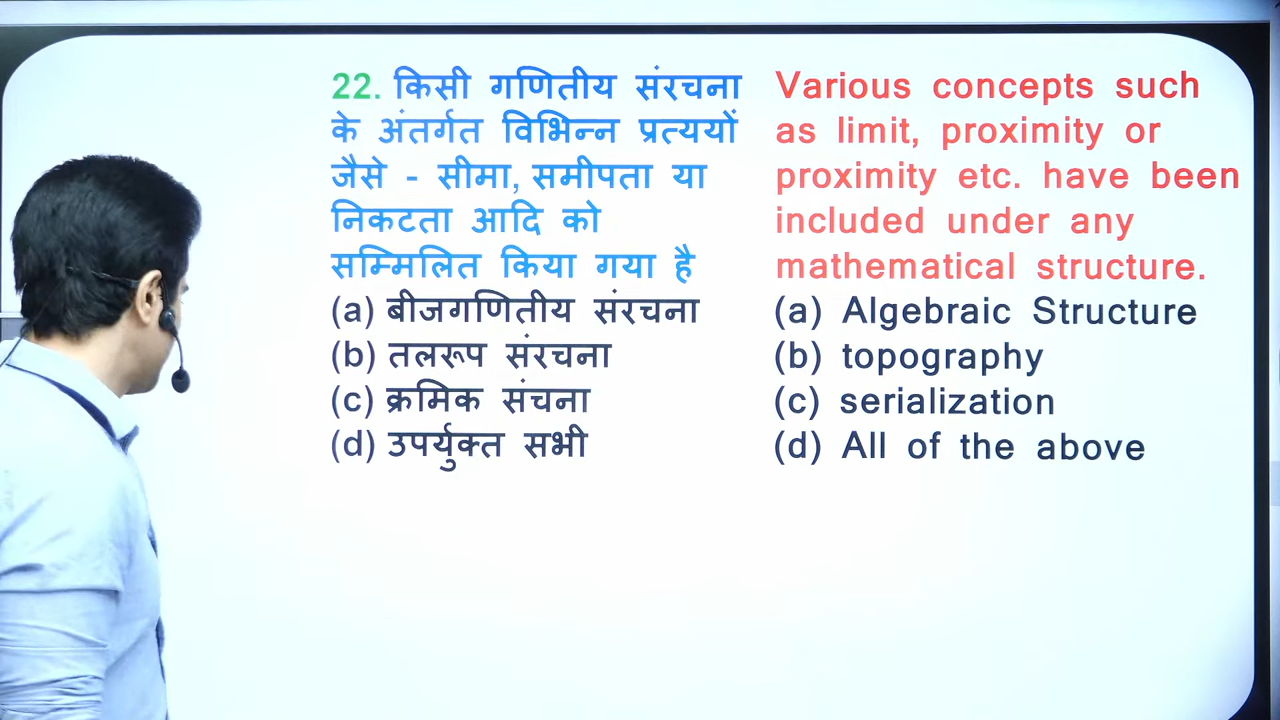 22. किसी गणितीय संरचना
के अंतर्गत विभिन्न प्रत्ययों
जैसे - सीमा, समीपता या
निकटता आदि को
सम्मिलित किया गया है
(a) बीजगणितीय संरचना
(b) तलरूप संरचना
(c) क्रमिक संचना
(d) उपर्युक्त सभी
Various concepts such
as limit, proximity or
proximity etc. have been
included under any
mathematical structure.
(a) Algebraic Structure
(b) topography
(c) serialization
(d) All of the above